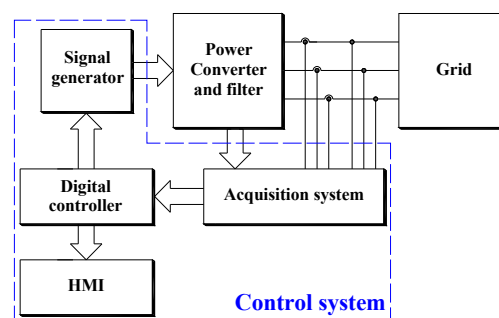 Signal
generator
Power
Converter
and filter
Grid
Digital
controller
Acquisition system
HMI
Control system